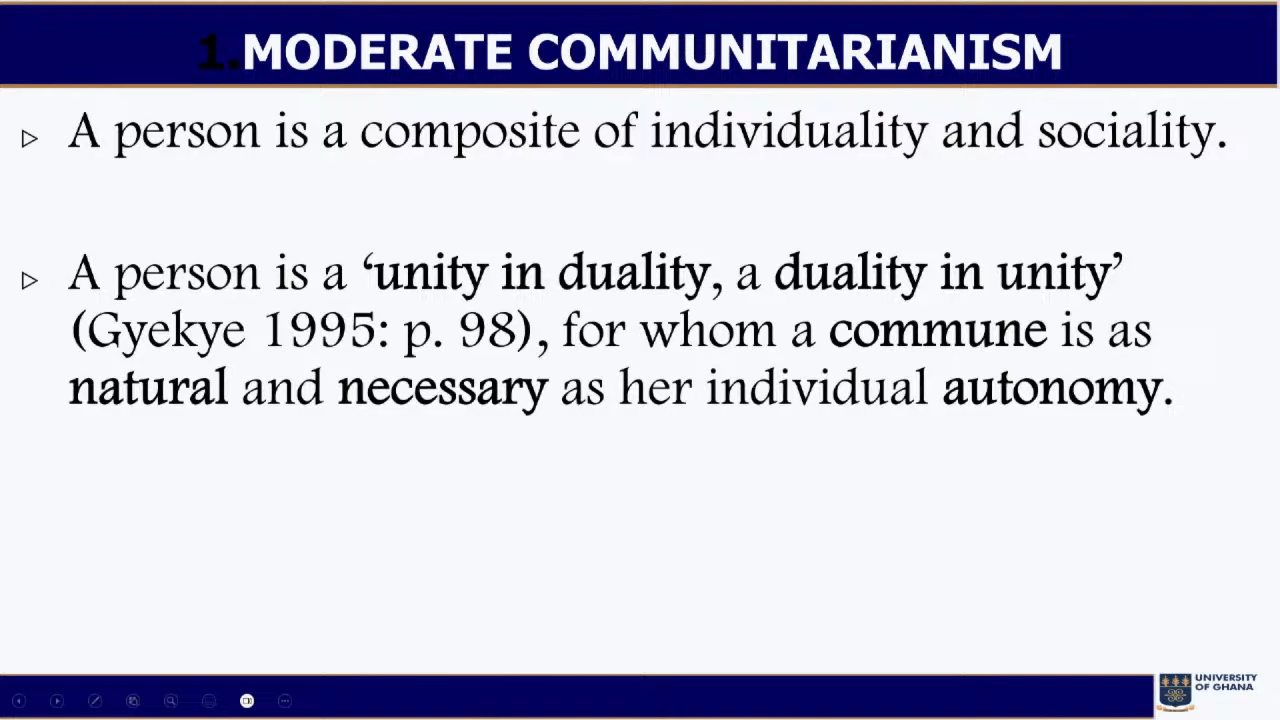 1.MODERATE COMMUNITARIANISM
A person is a composite of individuality and sociality.
A person is a ‘unity in duality, a duality in unity’
(Gyekye 1995: p. 98), for whom a commune is as
natural and necessary as her individual autonomy.
UNIVERSITY
OF GHANA